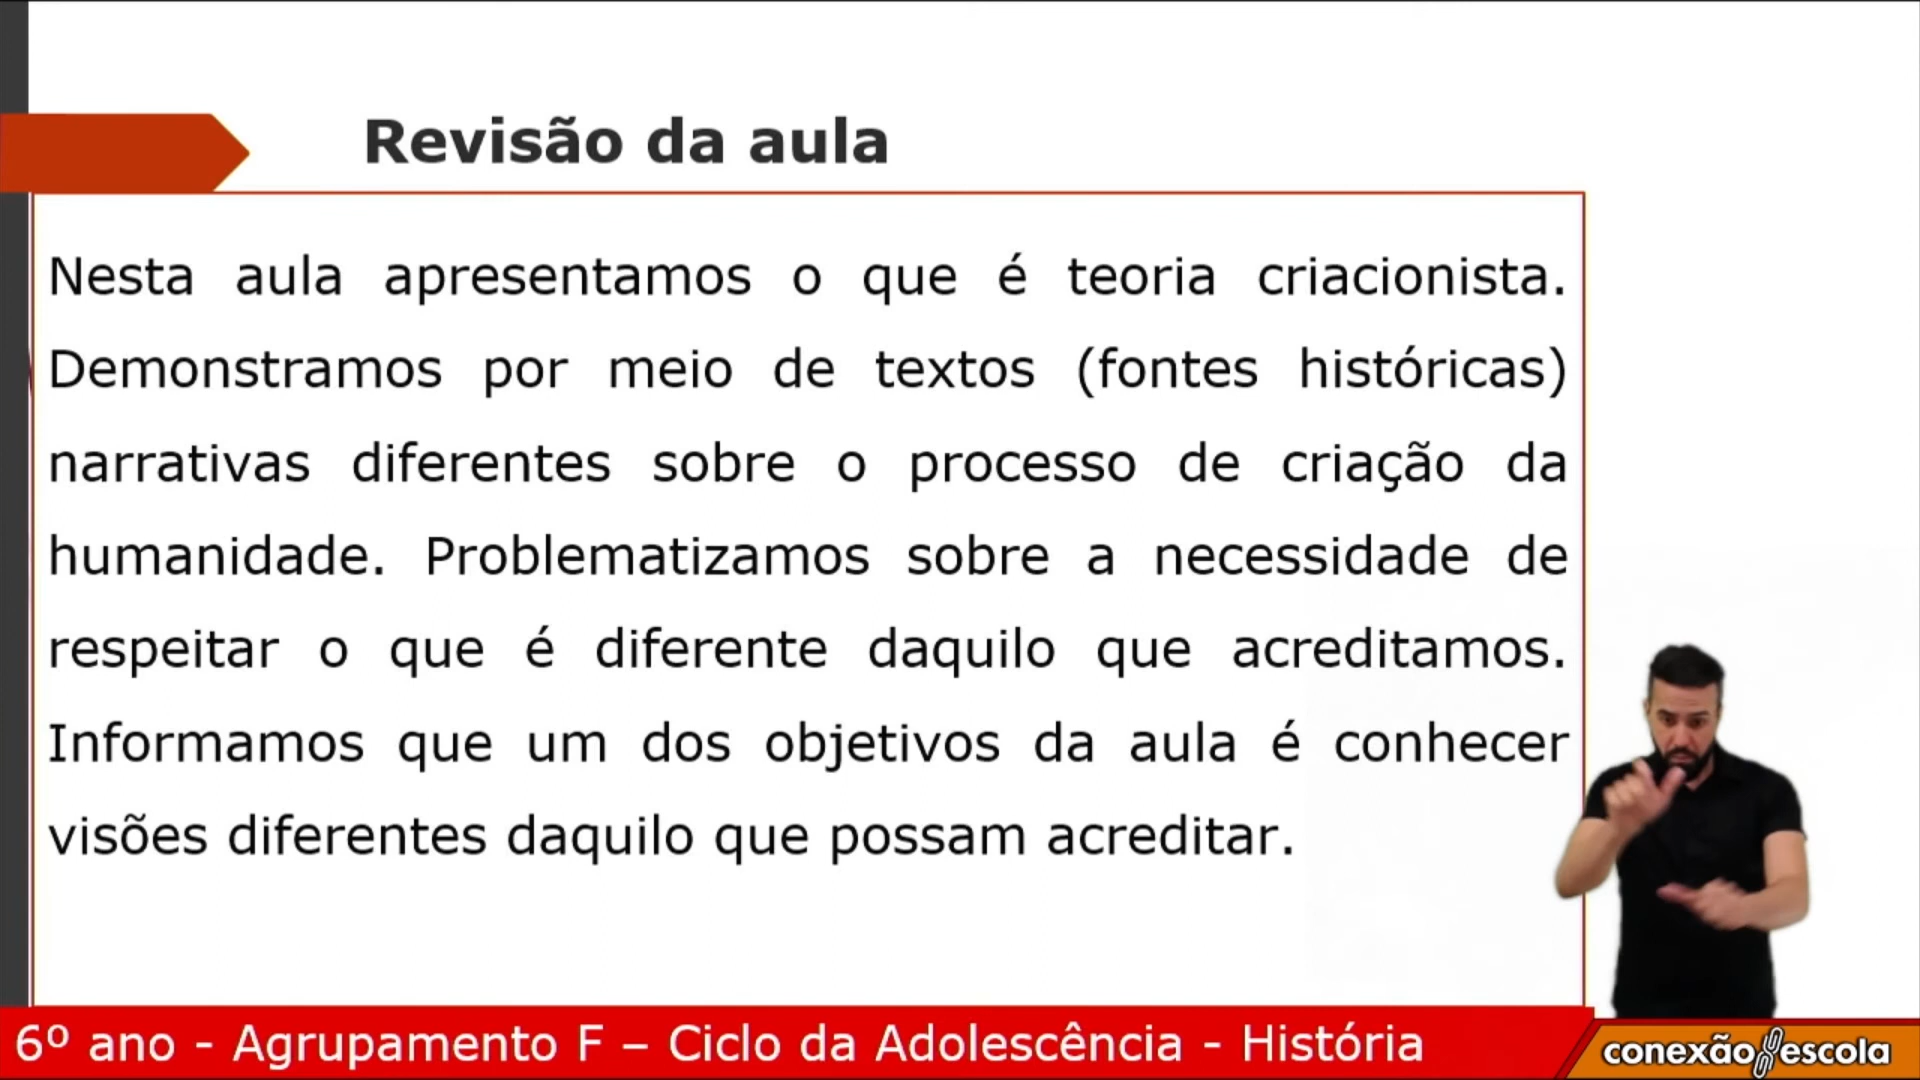 Revisão da aula
Nesta aula apresentamos o que é teoria criacionista.
Demonstramos por meio de textos (fontes históricas)
narrativas diferentes sobre o processo de criação da
humanidade. Problematizamos sobre a necessidade de
respeitar o que é diferente daquilo que acreditamos.
Informamos que um dos objetivos da aula é conhecer
visões diferentes daquilo que possam acreditar.
6º ano - Agrupamento F – Ciclo da Adolescência - História
conexão escola